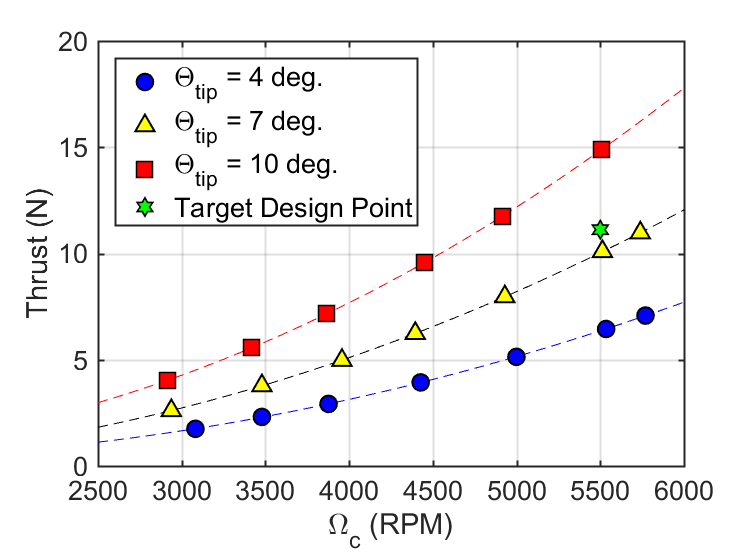 20
15
10
5
0
Thrust (N)
Θtip = 4 deg.
Θtip = 7 deg.
Θtip = 10 deg.
Target Design Point
2500 3000 3500 4000 4500 5000 5500 6000
Ωc (RPM)